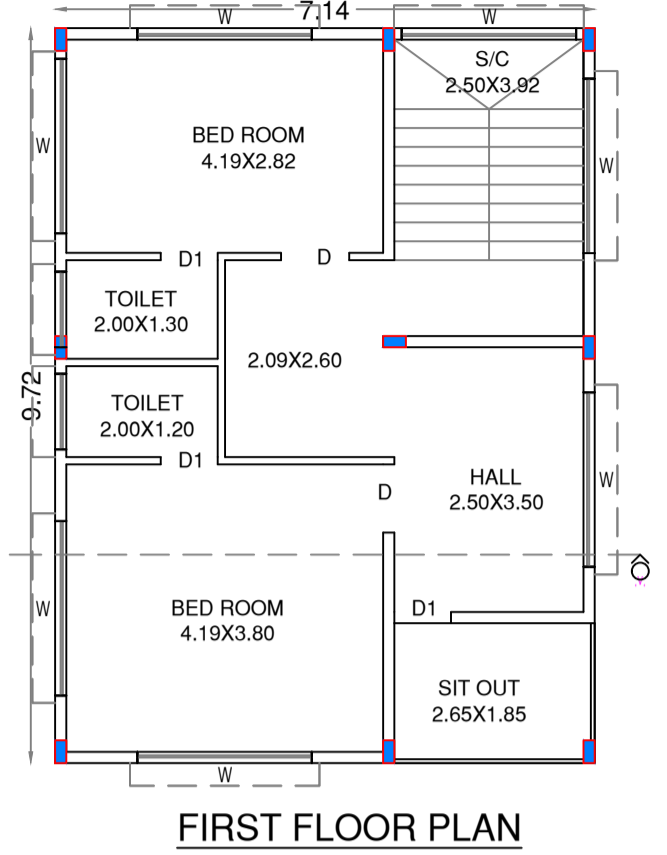 7.14
W
W
S/C
2.50X3.92
BED ROOM
4.19X2.82
W
W
D1
D
TOILET
2.00X1.30
2.09X2.60
9.72
TOILET
2.00X1.20
D1
HALL
2.50X3.50
W
D
BED ROOM
4.19X3.80
W
D1
SIT OUT
2.65X1.85
W
FIRST FLOOR PLAN